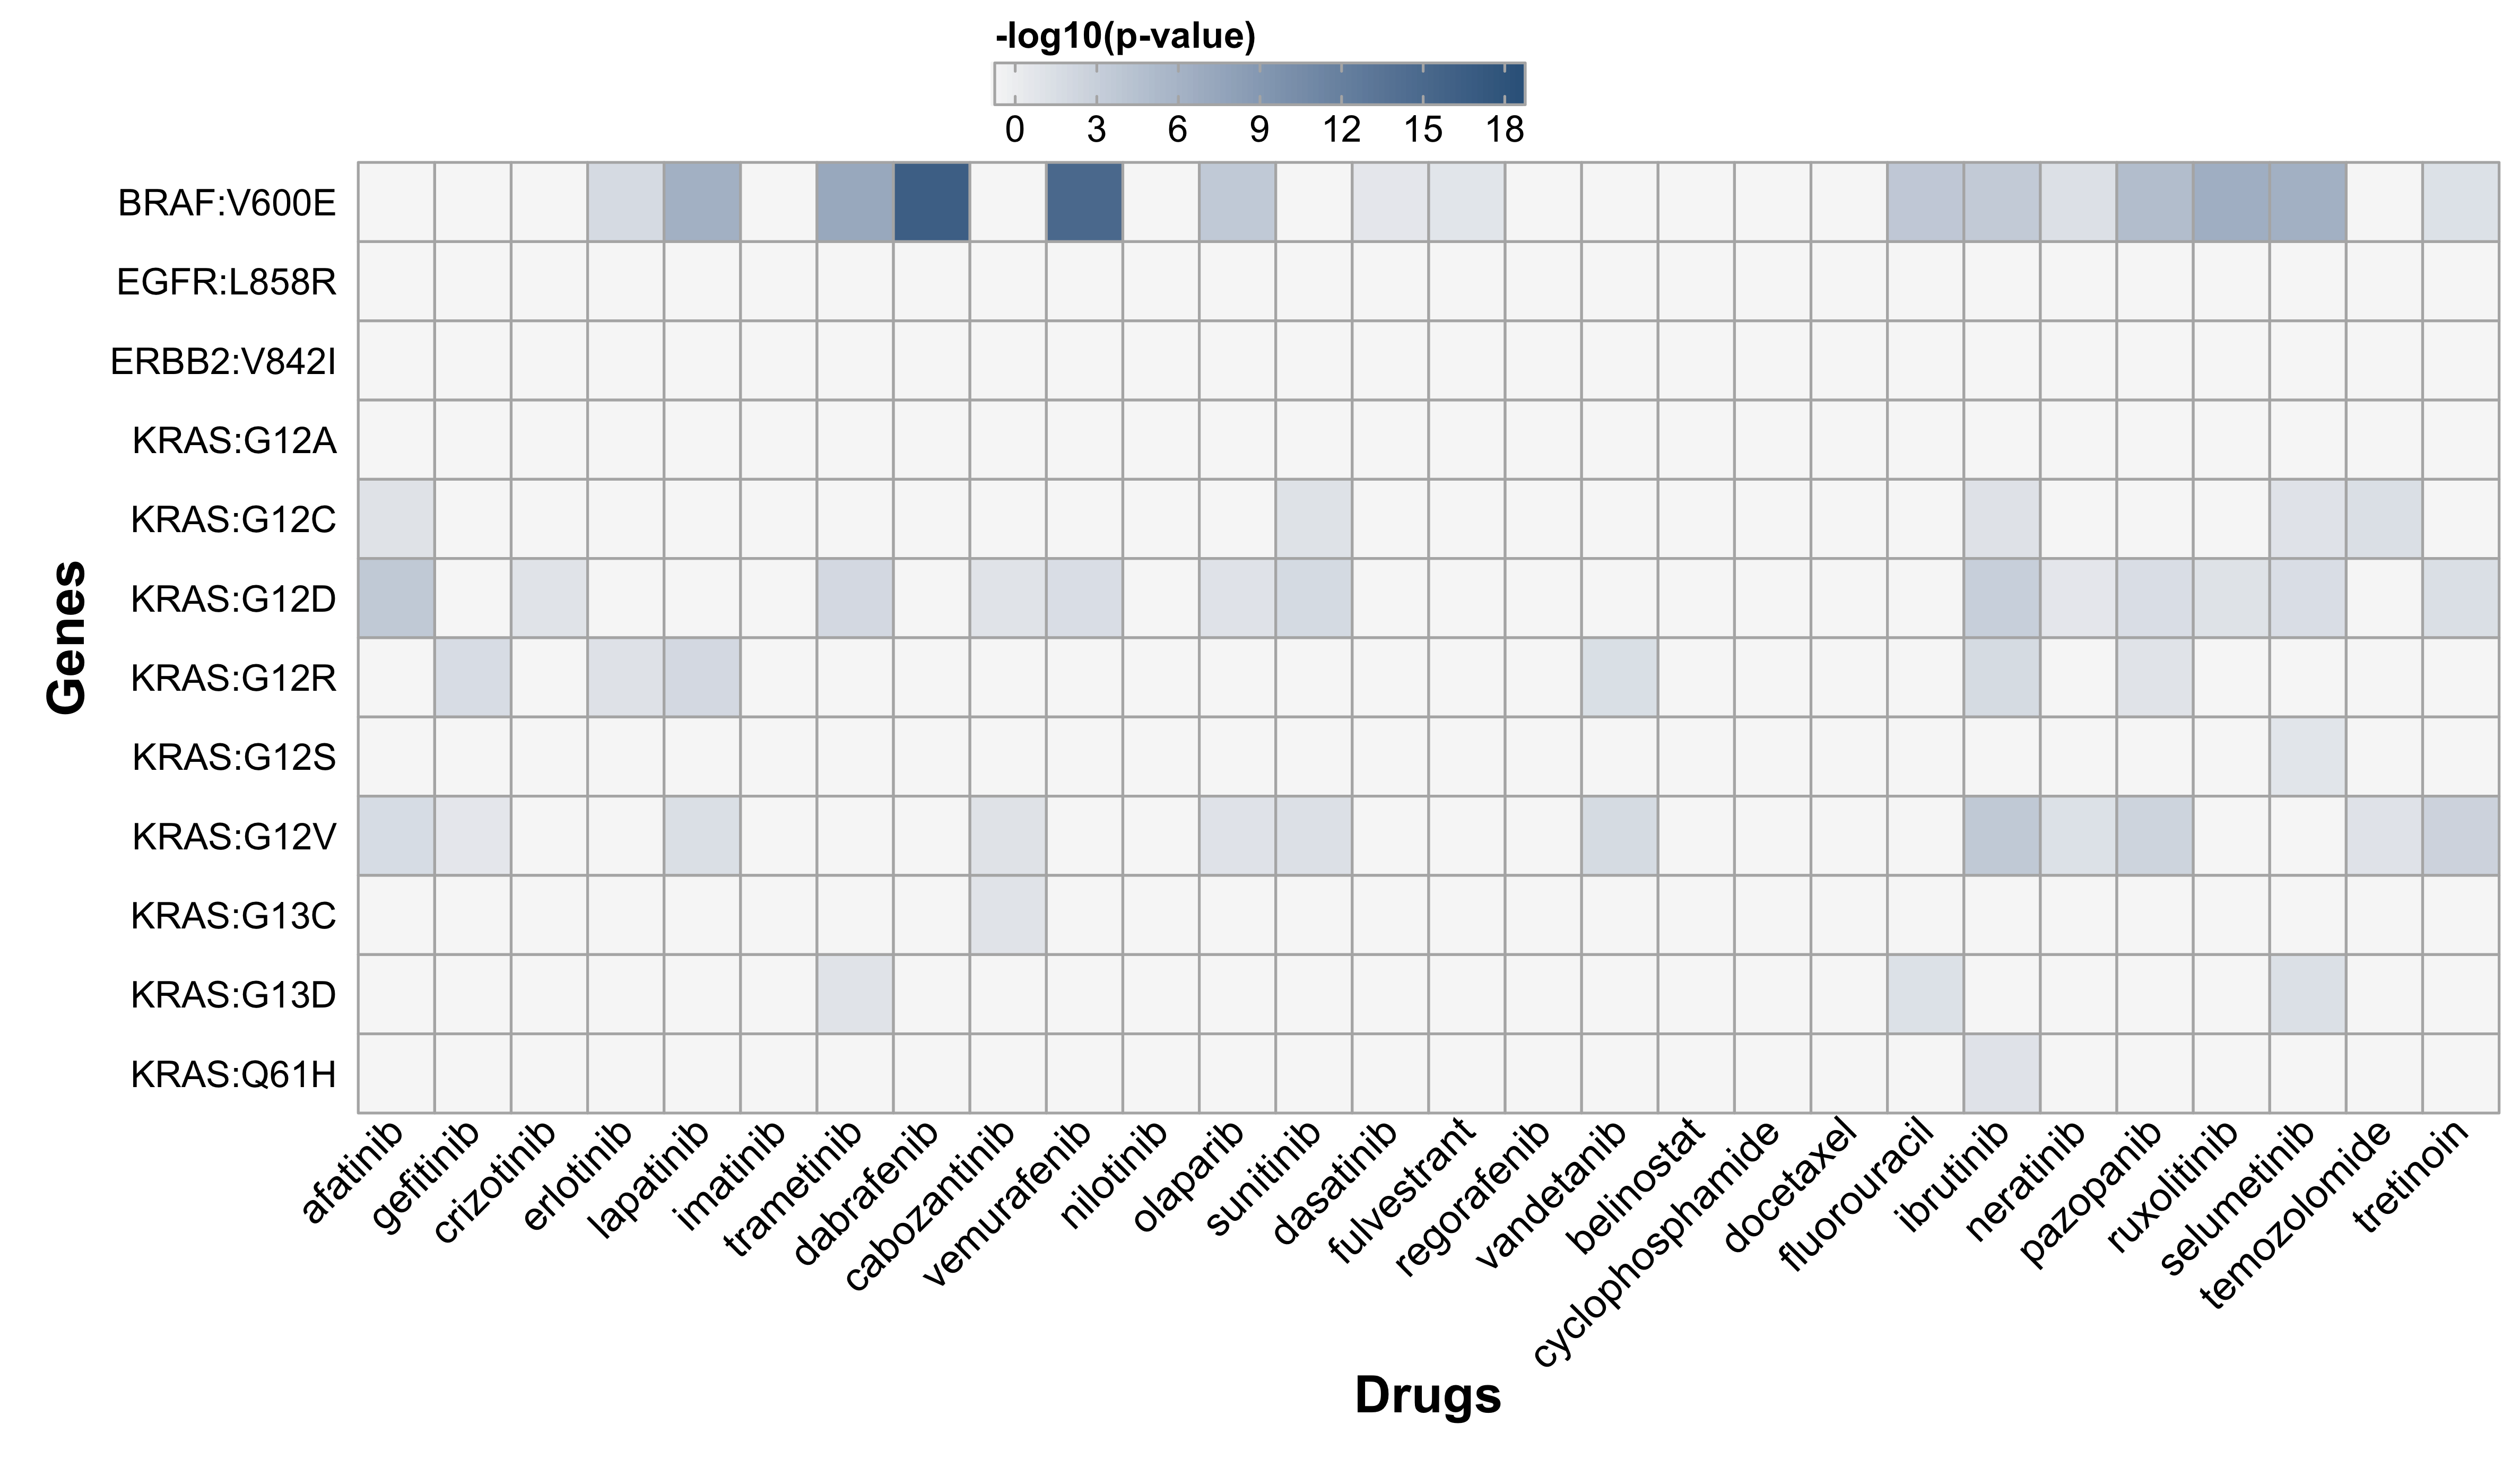 -log10(p-value)
0 3 6 9 12 15 18
Genes
BRAF:V600E
EGFR:L858R
ERBB2:V842I
KRAS:G12A
KRAS:G12C
KRAS:G12D
KRAS:G12R
KRAS:G12S
KRAS:G12V
KRAS:G13C
KRAS:G13D
KRAS:Q61H
afatinib
gefitinib
crizotinib
erlotinib
lapatinib
imatinib
trametinib
dabrafenib
cabozantinib
vemurafenib
nilotinib
olaparib
sunitinib
dasatinib
fulvestrant
regorafenib
vandetanib
belinostat
cyclophosphamide
docetaxel
fluorouracil
ibrutinib
neratinib
pazopanib
ruxolitinib
selumetinib
temozolomide
tretinoin
Drugs